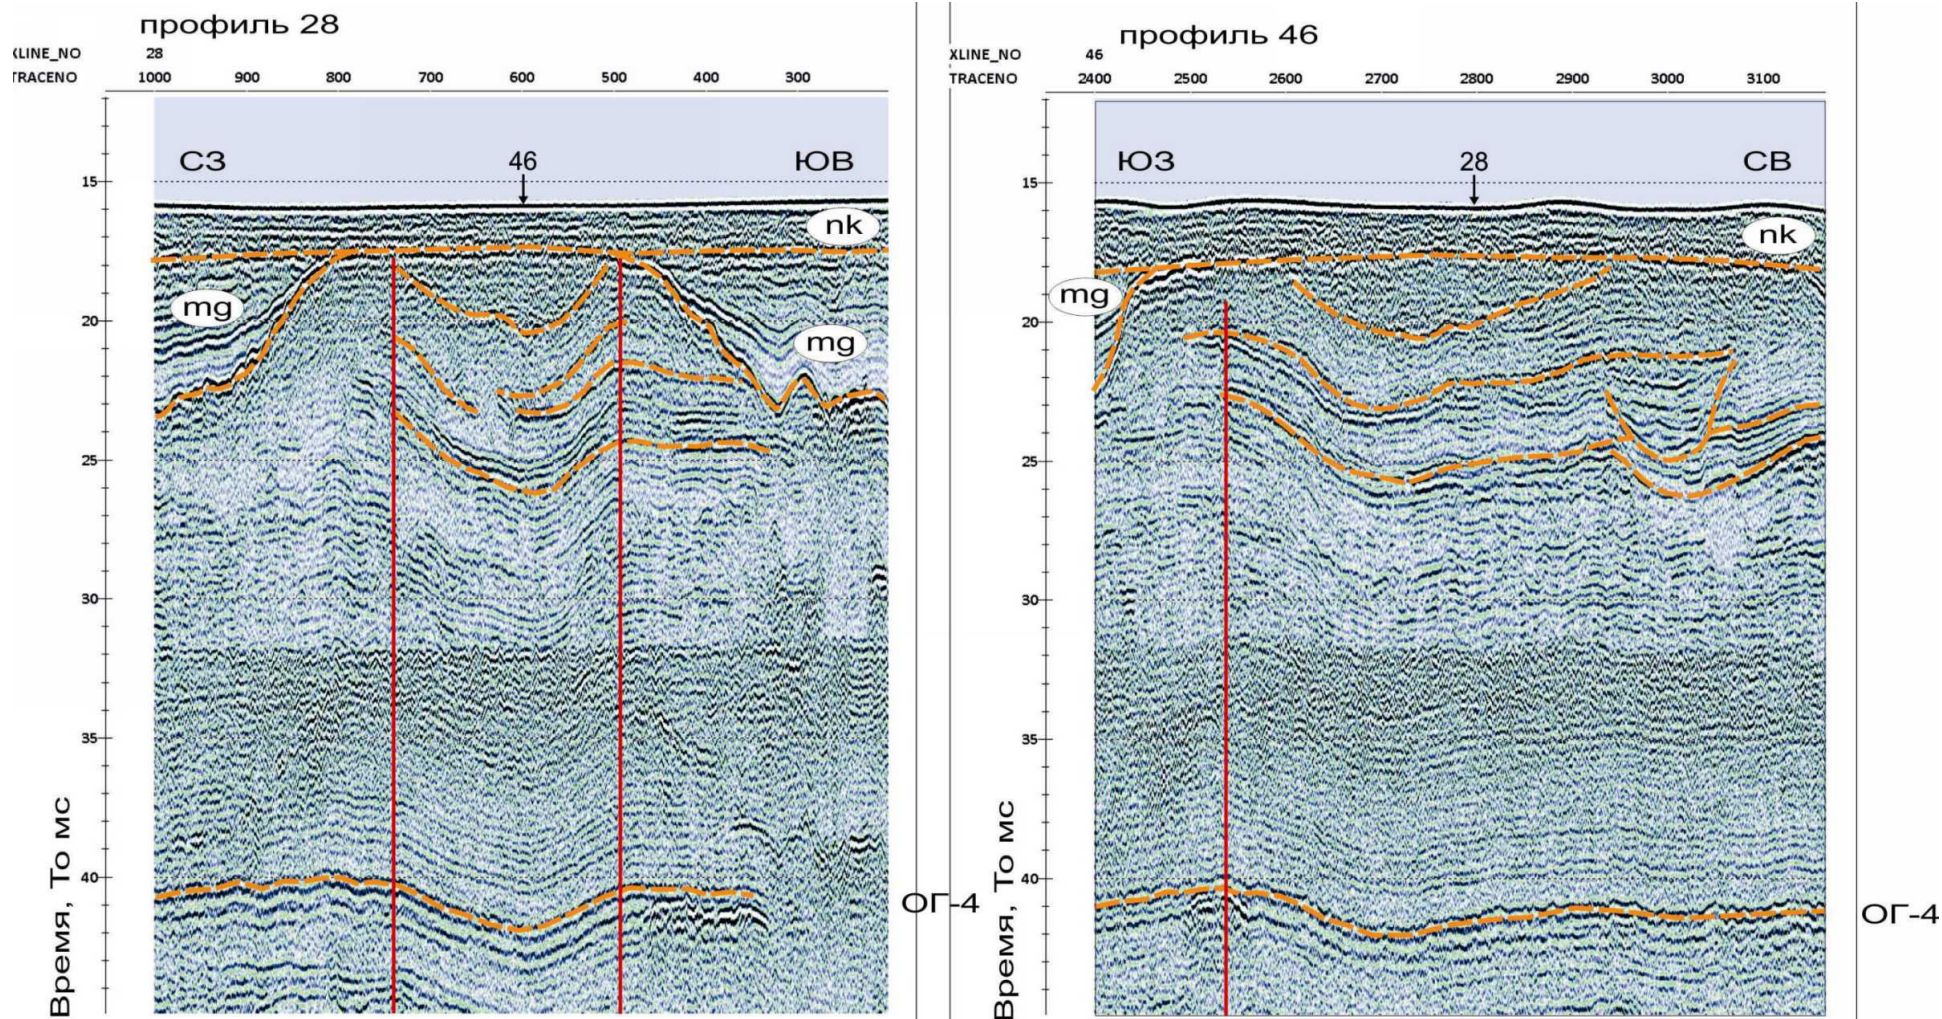 профиль 28
XLINE_NO 28
TRACENO 1000 900 800 700 600 500 400 300
СЗ 46 ЮВ
15
nk
mg
20
mg
25
30
35
40
ОГ-4
Время, То мс
профиль 46
XLINE_NO 46
TRACENO 2400 2500 2600 2700 2800 2900 3000 3100
ЮЗ 28 СВ
15
nk
mg
20
25
30
35
40
ОГ-4
Время, То мс